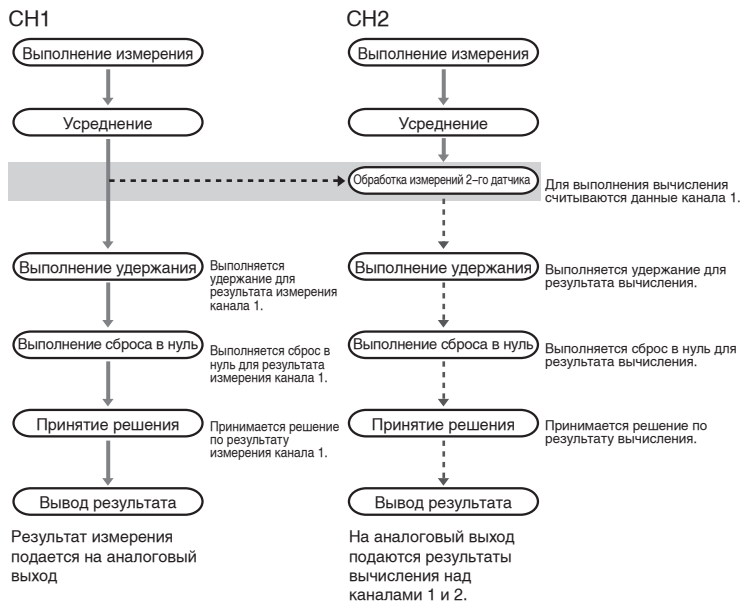 CH1
CH2
Выполнение измерения
Выполнение измерения
Усреднение
Усреднение
Обработка измерений 2–го датчика
Для выполнения вычисления
считываются данные канала 1.
Выполнение удержания
Выполняется
удержание для
результата измерения
канала 1.
Выполнение удержания
Выполняется удержание для
результата вычисления.
Выполнение сброса в нуль
Выполняется сброс в
нуль для результата
измерения канала 1.
Выполнение сброса в нуль
Выполняется сброс в нуль для
результата вычисления.
Принятие решения
Принимается решение
по результату
измерения канала 1.
Принятие решения
Принимается решение по
результату вычисления.
Вывод результата
Вывод результата
Результат измерения
подается на аналоговый
выход
На аналоговый выход
подаются результаты
вычисления над
каналами 1 и 2.